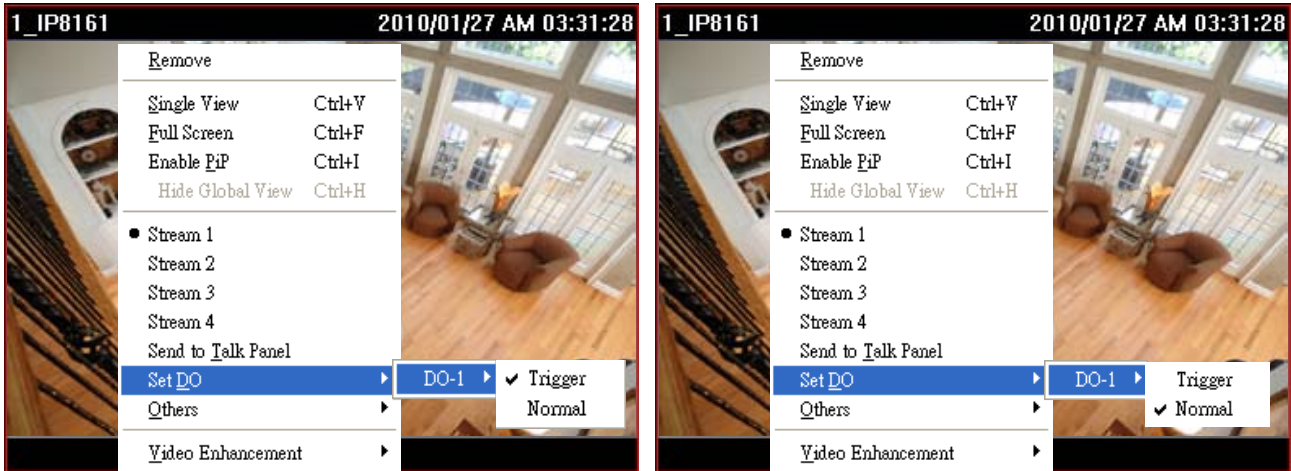 1_IP8161 2010/01/27 AM 03:31:28
Remove
Single View Ctrl+V
Full Screen Ctrl+F
Enable PiP Ctrl+I
Hide Global View Ctrl+H
Stream 1
Stream 2
Stream 3
Stream 4
Send to Talk Panel
Set DO
DO-1
Trigger
Normal
Others
Video Enhancement
1_IP8161 2010/01/27 AM 03:31:28
Remove
Single View Ctrl+V
Full Screen Ctrl+F
Enable PiP Ctrl+I
Hide Global View Ctrl+H
Stream 1
Stream 2
Stream 3
Stream 4
Send to Talk Panel
Set DO
DO-1
Trigger
Normal
Others
Video Enhancement